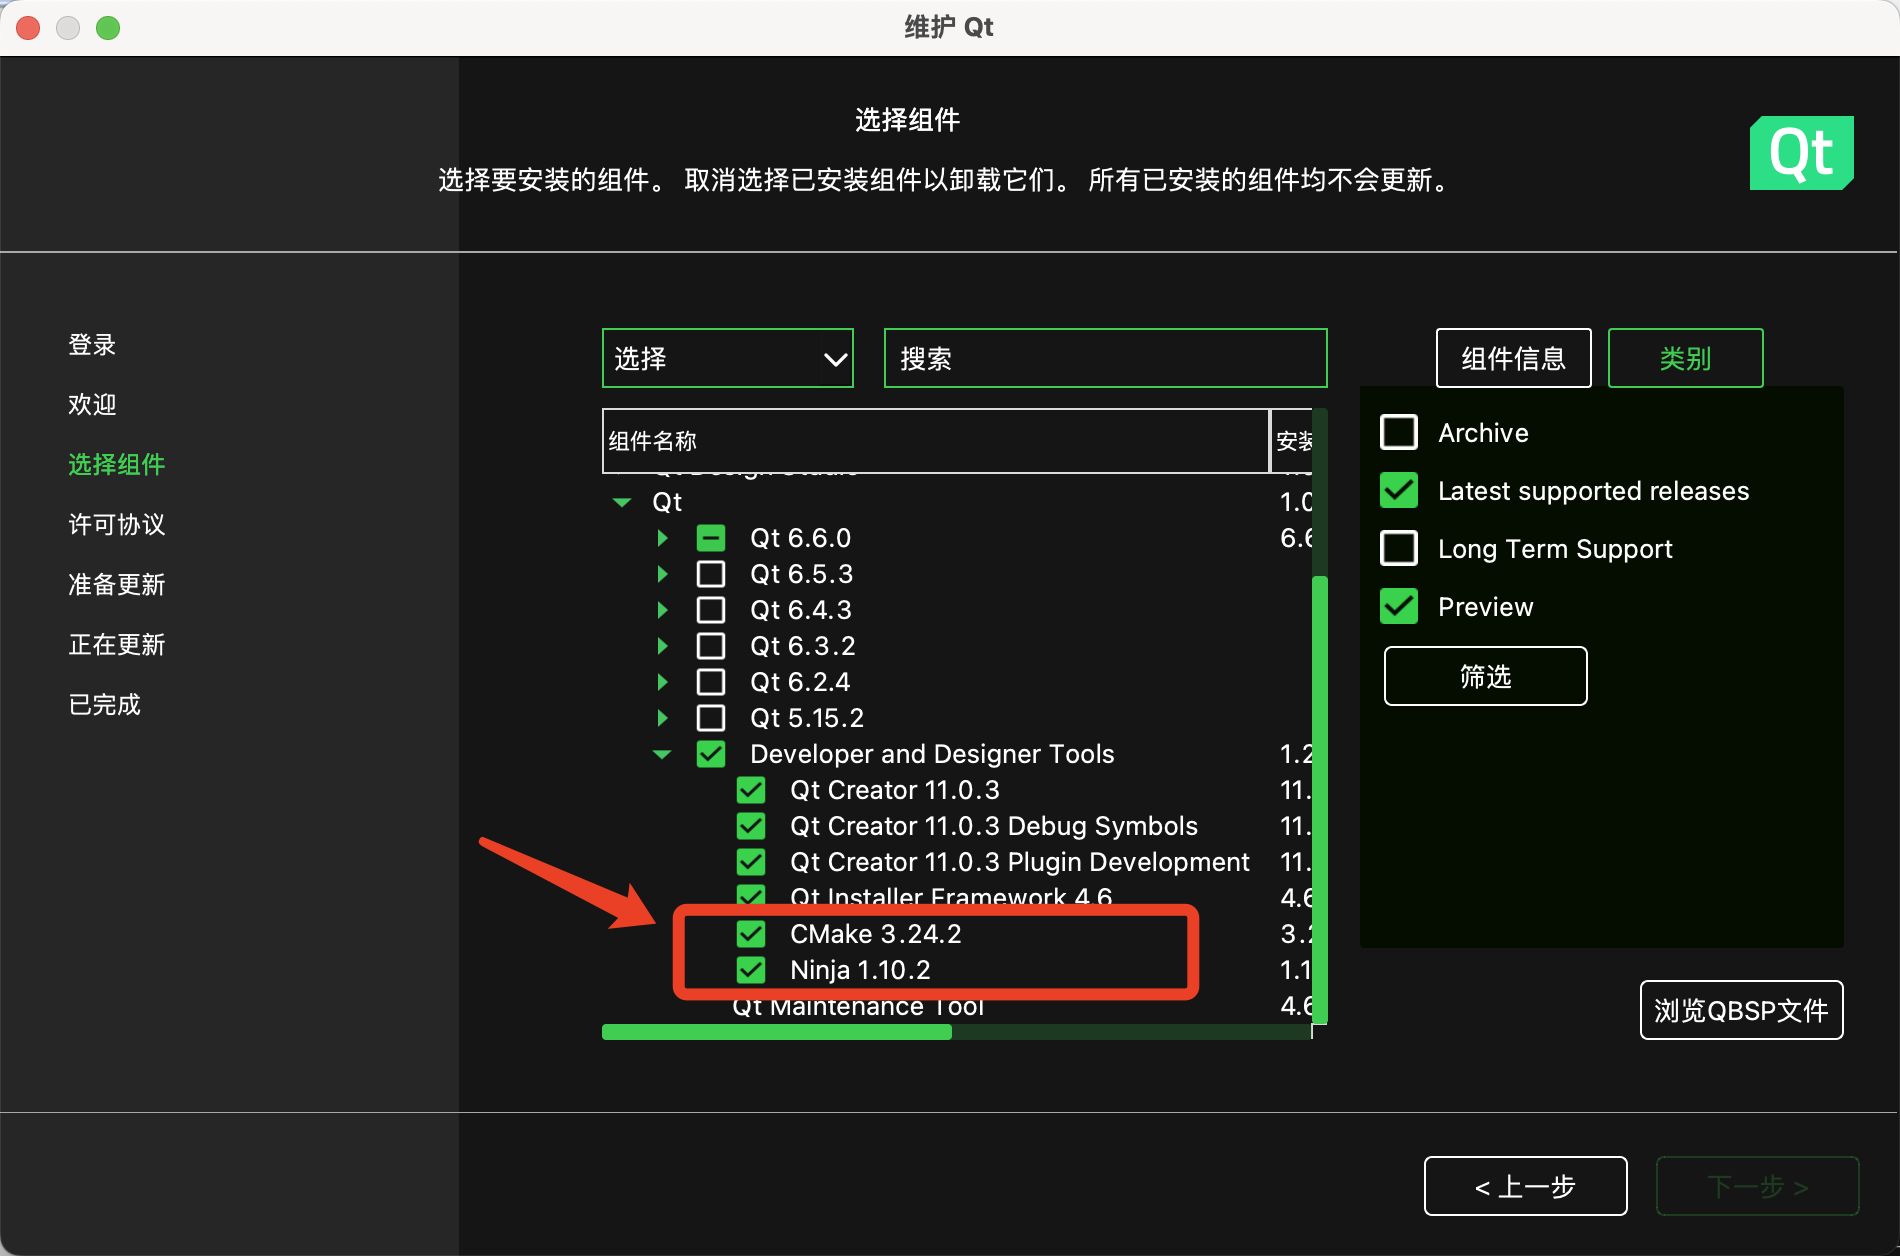 维护 Qt
选择组件
选择要安装的组件。 取消选择已安装组件以卸载它们。 所有已安装的组件均不会更新。
Qt
登录
欢迎
选择组件
许可协议
准备更新
正在更新
已完成
选择
搜索
组件名称
安装
Qt Design Studio
Qt
1.0
Qt 6.6.0
6.6
Qt 6.5.3
Qt 6.4.3
Qt 6.3.2
Qt 6.2.4
Qt 5.15.2
Developer and Designer Tools
1.2
Qt Creator 11.0.3
11.
Qt Creator 11.0.3 Debug Symbols
11.
Qt Creator 11.0.3 Plugin Development
11.
Qt Installer Framework 4.6
4.6
CMake 3.24.2
3.2
Ninja 1.10.2
1.1
Qt Maintenance Tool
4.6
组件信息
类别
Archive
Latest supported releases
Long Term Support
Preview
筛选
浏览QBSP文件
< 上一步
下一步 >